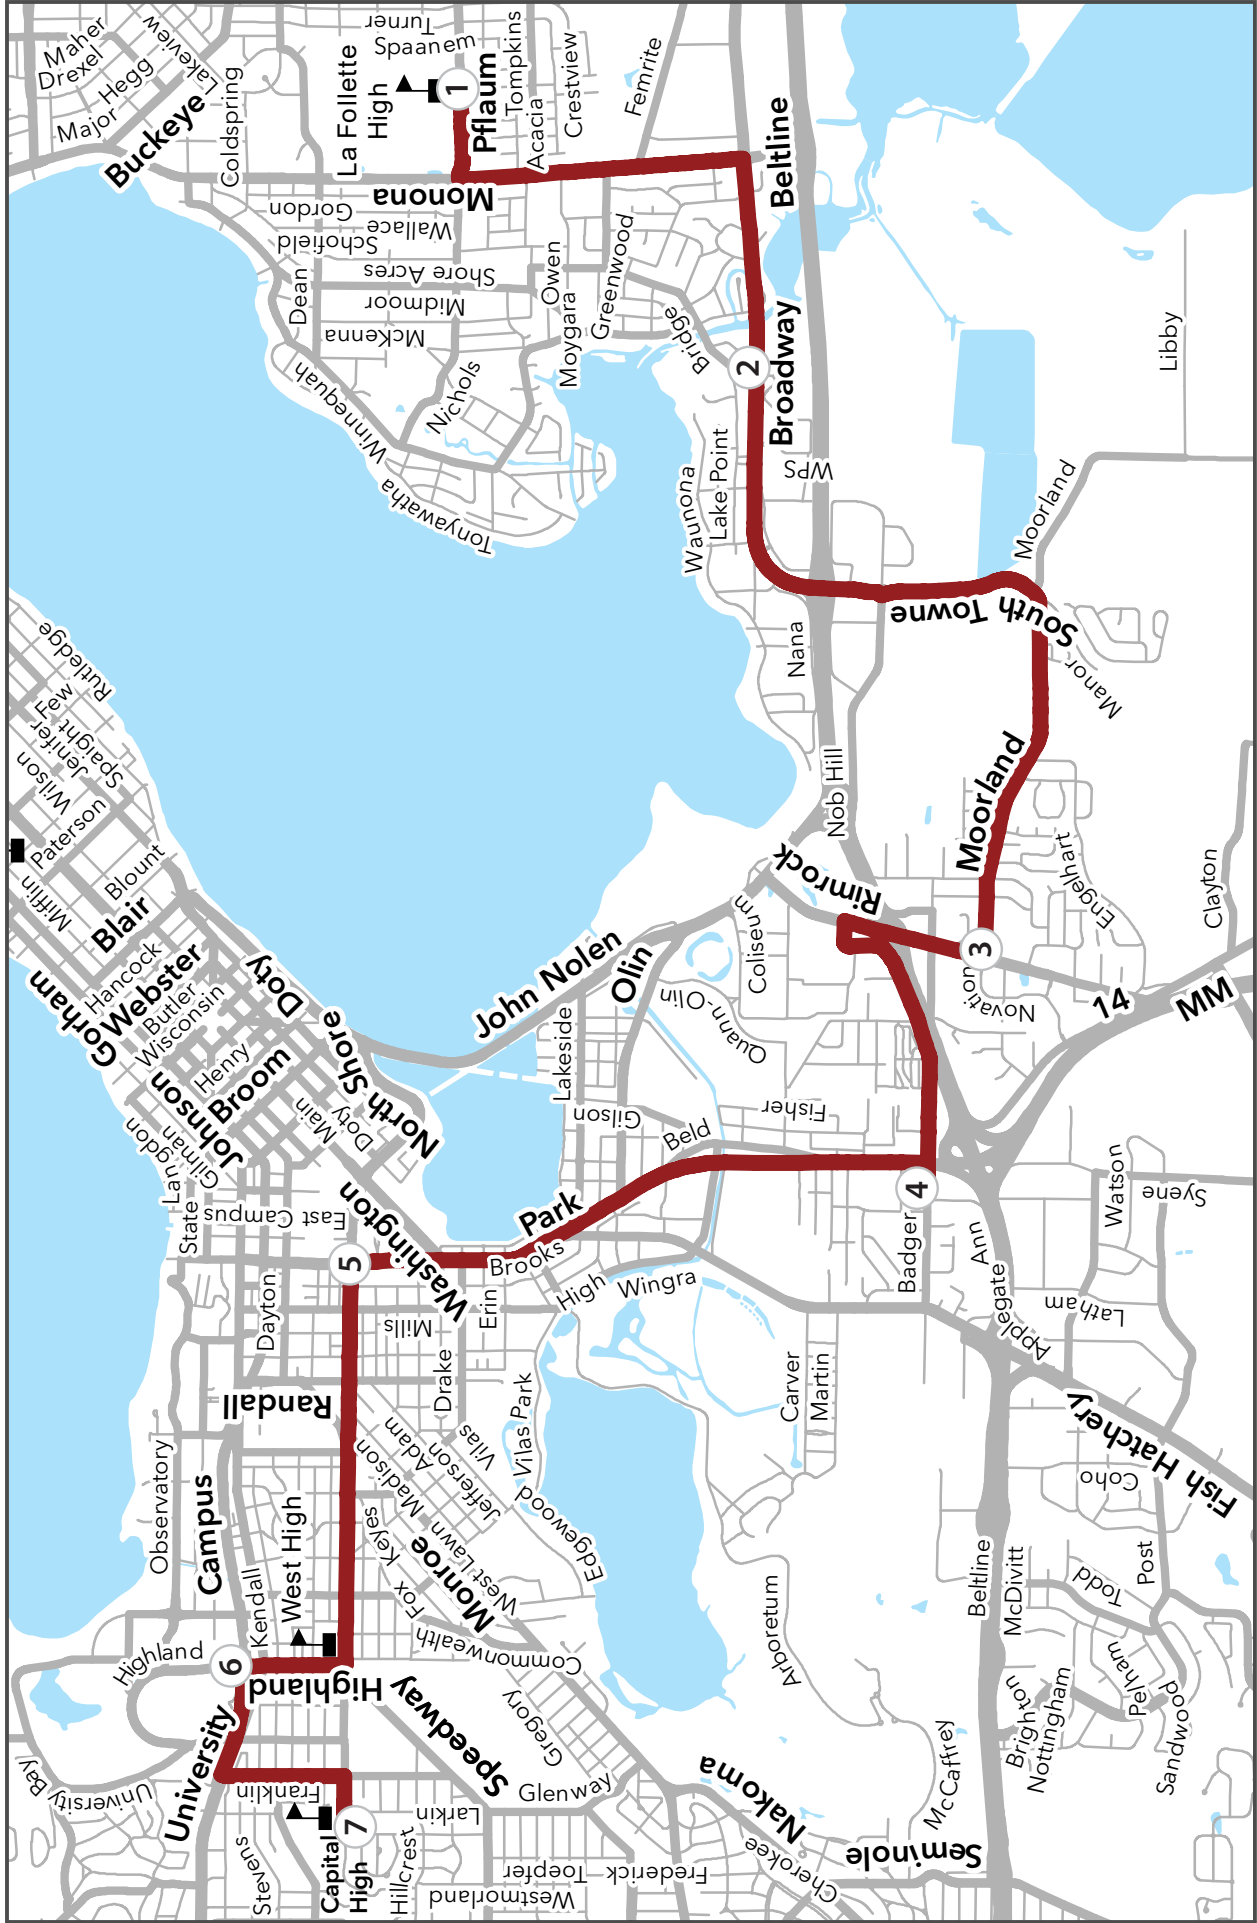 Maher
Drexel
Hegg
Major
Lakeview
Buckeye
Coldspring
Turner
Spaanem
La Follette
High
1
Pflaum
Tompkins
Acacia
Crestview
Femrite
Monona
Gordon
Schofield
Wallace
Shore Acres
Dean
Midmoor
McKenna
Owen
Moygara
Greenwood
Bridge
Beltline
Broadway
2
Winnequah
Nichols
Tonyawatha
Waunona
Lake Point
WPS
Libby
Moorland
South Towne
Manor
Nana
Nob Hill
Moorland
Engelhart
Clayton
Rimrock
3
Novation
14
MM
Coliseum
John Nolen
Olin
Quann-Olin
Lakeside
Gilson
Beld
Fisher
Rutledge
Few
Jenifer
Spaight
Wilson
Paterson
Mifflin
Blount
Blair
Hancock
Webster
Butler
Wisconsin
Gorham
Doty
Henry
Broom
Johnson
North Shore
Main
Doty
Langdon
Gilman
State
East Campus
Washington
5
Park
Brooks
Erin
High
Wingra
4
Badger
Ann
Applegate
Watson
Syene
Latham
Fish Hatchery
Coho
Post
Todd
Dayton
Mills
Drake
Randall
Vilas Park
Vilas
Adam
Jefferson
Madison
Edgewood
Carver
Martin
Observatory
Campus
Kendall
West High
Keyes
Fox
West Lawn
Monroe
Commonwealth
Highland
6
Highland
Speedway
Gregory
Glenway
University
University Bay
University
Franklin
Capital
High
7
Stevens
Hillcrest
Larkin
Westmorland
Toepfer
Frederick
Cherokee
Nakoma
Seminole
McCaffrey
Arboretum
Beltline
McDivitt
Brighton
Nottingham
Pelham
Sandwood